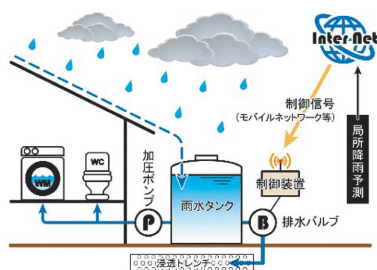 Inter-Net
制御信号
(モバイルネットワーク等)
局所降雨予測
WC
WM
加圧ポンプ
制御装置
雨水タンク
P
B
排水バルブ
浸透トレンチ